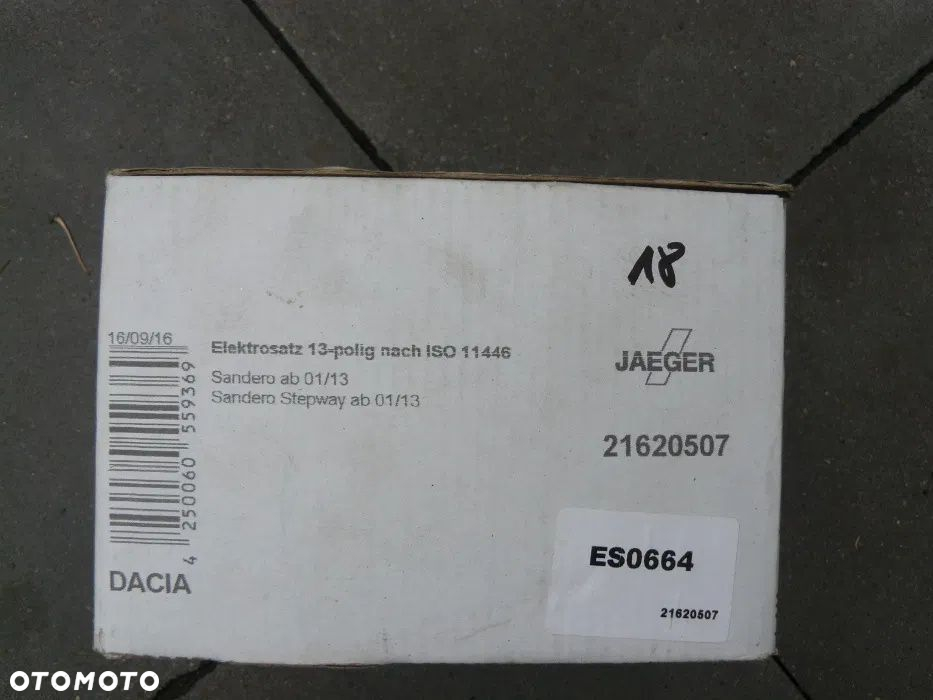 18
16/09/16
Elektrosatz 13-polig nach ISO 11446
Sandero ab 01/13
Sandero Stepway ab 01/13
JAEGER
21620507
4 250060 559369
DACIA
ES0664
21620507
OTOMOTO